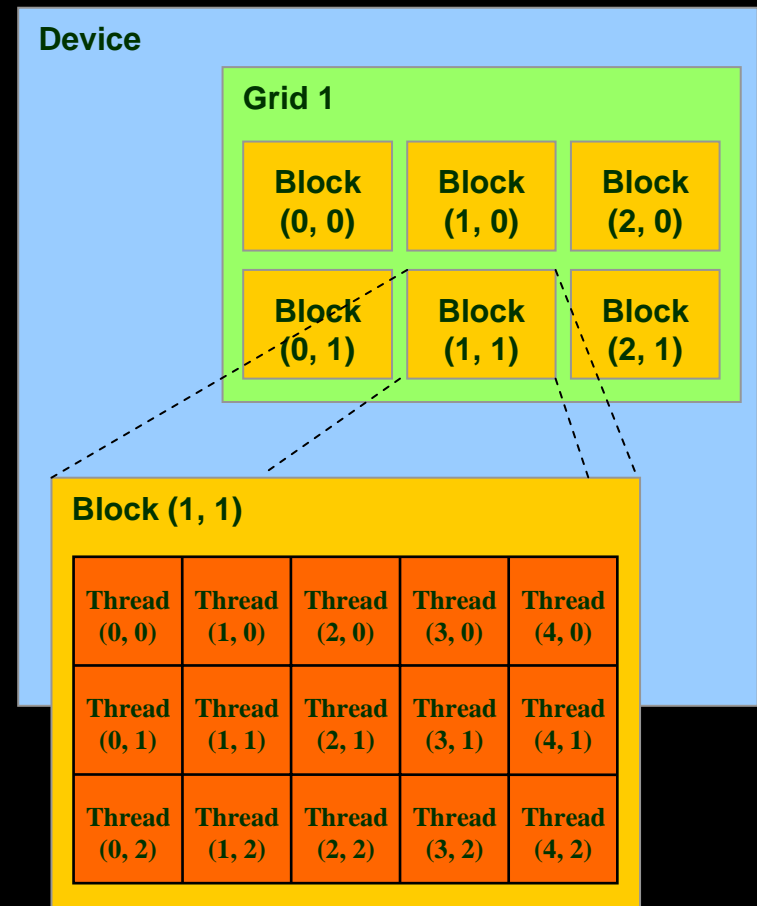 Device
Grid 1
Block
(0, 0)
Block
(1, 0)
Block
(2, 0)
Block
(0, 1)
Block
(1, 1)
Block
(2, 1)
Block (1, 1)
Thread
(0, 0)
Thread
(1, 0)
Thread
(2, 0)
Thread
(3, 0)
Thread
(4, 0)
Thread
(0, 1)
Thread
(1, 1)
Thread
(2, 1)
Thread
(3, 1)
Thread
(4, 1)
Thread
(0, 2)
Thread
(1, 2)
Thread
(2, 2)
Thread
(3, 2)
Thread
(4, 2)